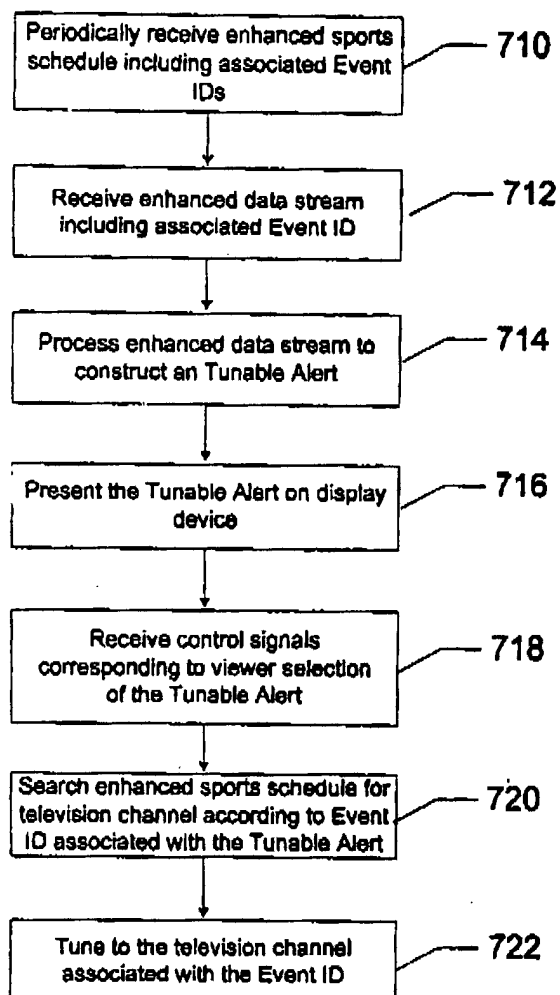 Periodically receive enhanced sports
schedule including associated Event
IDs
710
Receive enhanced data stream
including associated Event ID
712
Process enhanced data stream to
construct an Tunable Alert
714
Present the Tunable Alert on display
device
716
Receive control signals
corresponding to viewer selection
of the Tunable Alert
718
Search enhanced sports schedule for
television channel according to Event
ID associated with the Tunable Alert
720
Tune to the television channel
associated with the Event ID
722